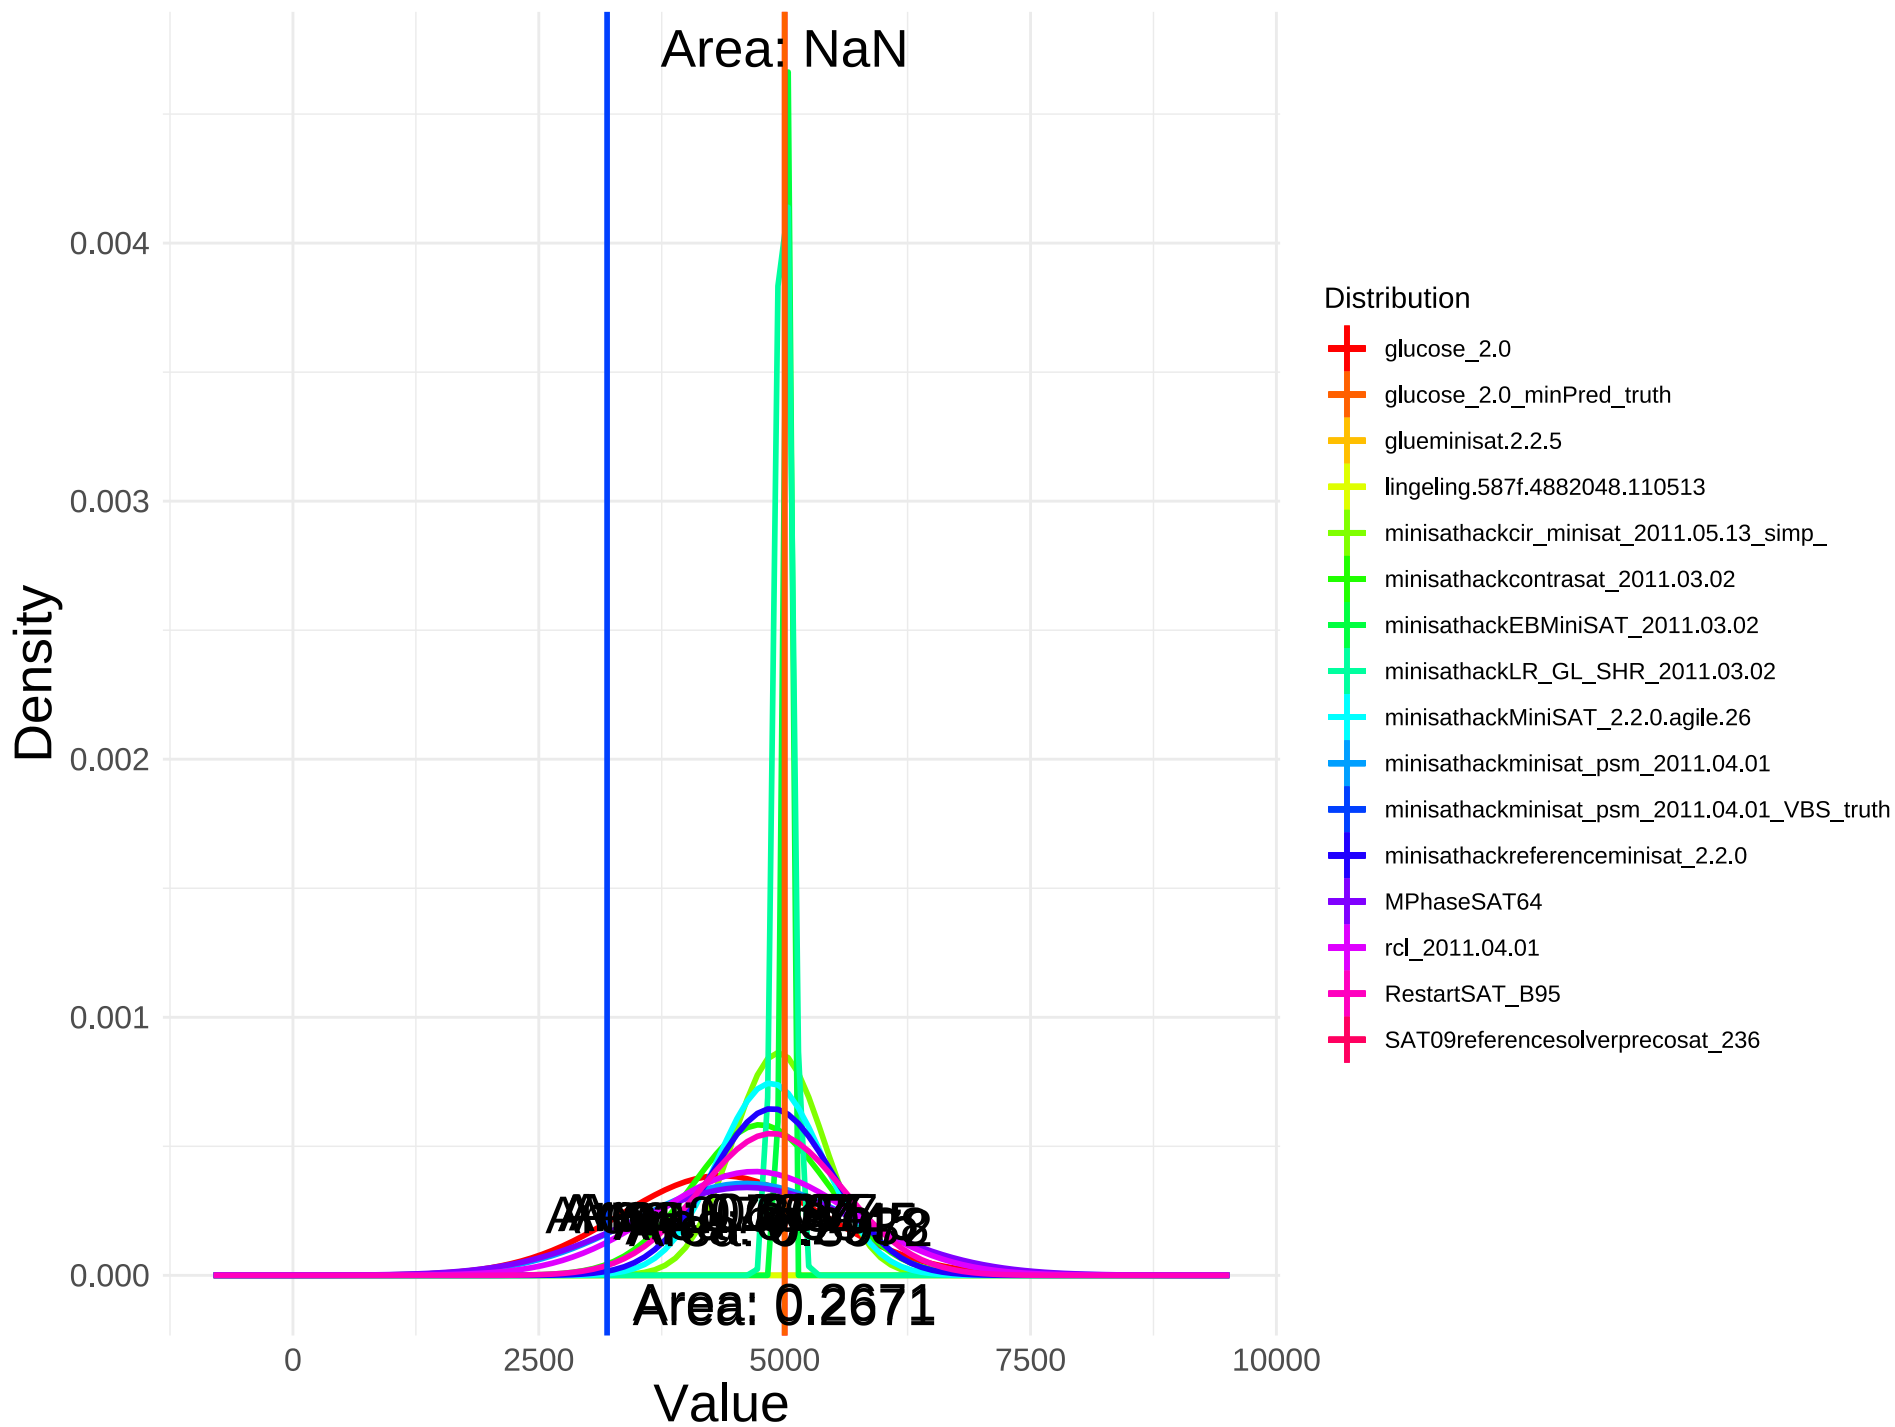 Area: NaN
0.004
0.003
0.002
0.001
0.000
Density
Area: 0.2671
0
2500
5000
7500
10000
Value
Distribution
glucose_2.0
glucose_2.0_minPred_truth
glueminisat.2.2.5
lingeling.587f.4882048.110513
minisathackcir_minisat_2011.05.13_simp_
minisathackcontrasat_2011.03.02
minisathackEBMiniSAT_2011.03.02
minisathackLR_GL_SHR_2011.03.02
minisathackMiniSAT_2.2.0.agile.26
minisathackminisat_psm_2011.04.01
minisathackminisat_psm_2011.04.01_VBS_truth
minisathackreferenceminisat_2.2.0
MPhaseSAT64
rcl_2011.04.01
RestartSAT_B95
SAT09referencesolverprecosat_236